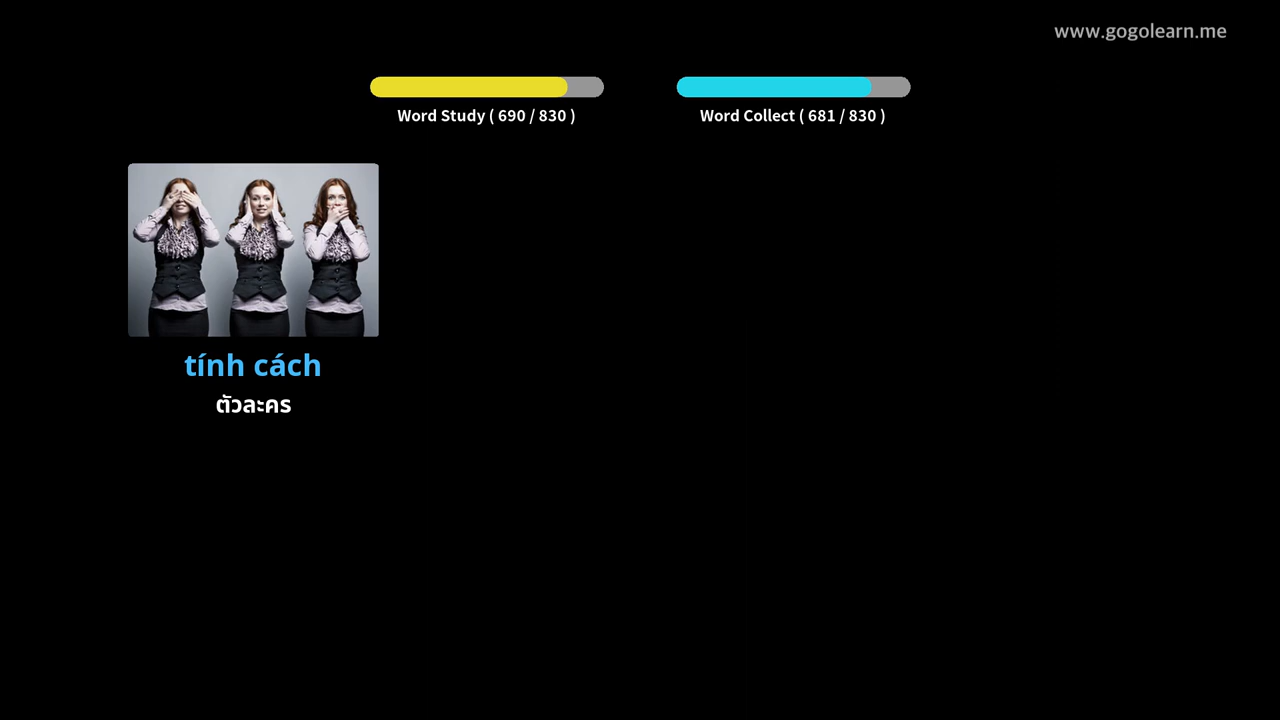 www.gogolearn.me
Word Study ( 690 / 830 )
Word Collect ( 681 / 830 )
tính cách
ตัวละคร